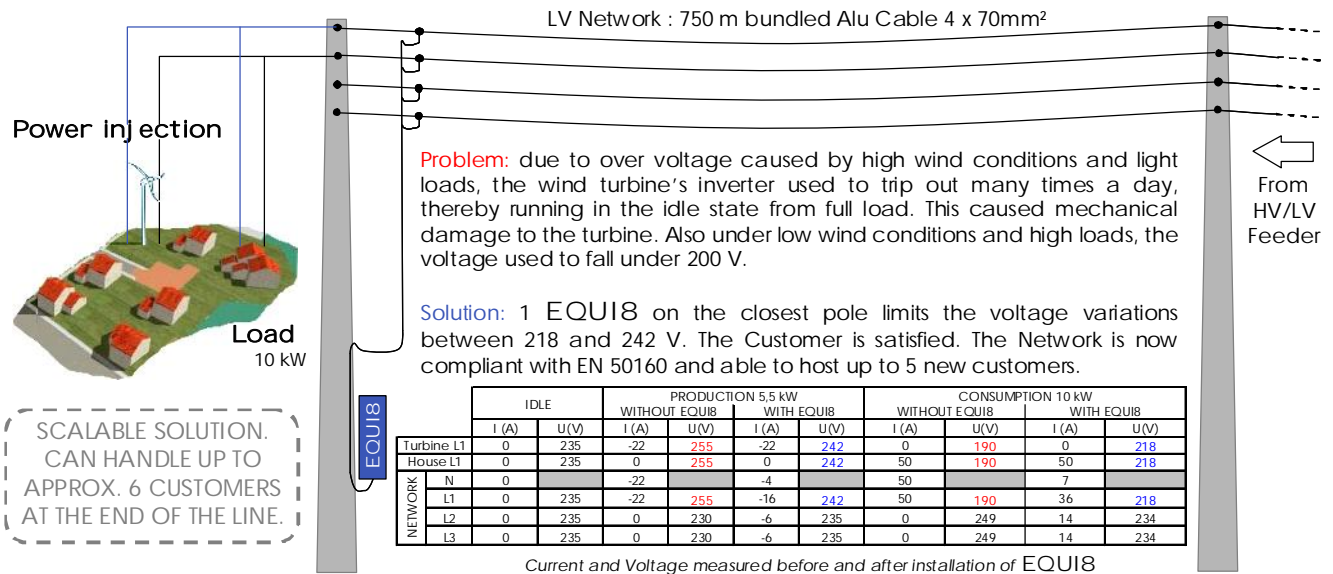 LV Network : 750 m bundled Alu Cable 4 x 70mm²
Power injection
Problem: due to over voltage caused by high wind conditions and light
loads, the wind turbine's inverter used to trip out many times a day,
thereby running in the idle state from full load. This caused mechanical
damage to the turbine. Also under low wind conditions and high loads, the
voltage used to fall under 200 V.
From
HV/LV
Feeder
Solution: 1 EQUI8 on the closest pole limits the voltage variations
between 218 and 242 V. The Customer is satisfied. The Network is now
compliant with EN 50160 and able to host up to 5 new customers.
Load
10 kW
EQUI8
SCALABLE SOLUTION.
CAN HANDLE UP TO
APPROX. 6 CUSTOMERS
AT THE END OF THE LINE.
IDLE PRODUCTION 5,5 kW CONSUMPTION 10 kW
WITHOUT EQUI8 WITH EQUI8 WITHOUT EQUI8 WITH EQUI8
I (A) U(V) I (A) U(V) I (A) U(V) I (A) U(V) I (A) U(V)
Turbine L1 0 235 -22 255 -22 242 0 190 0 218
House L1 0 235 0 255 0 242 50 190 50 218
NETWORK
N 0 -22 -4 50 7
L1 0 235 -22 255 -16 242 50 190 36 218
L2 0 235 0 230 -6 235 0 249 14 234
L3 0 235 0 230 -6 235 0 249 14 234
Current and Voltage measured before and after installation of EQUI8